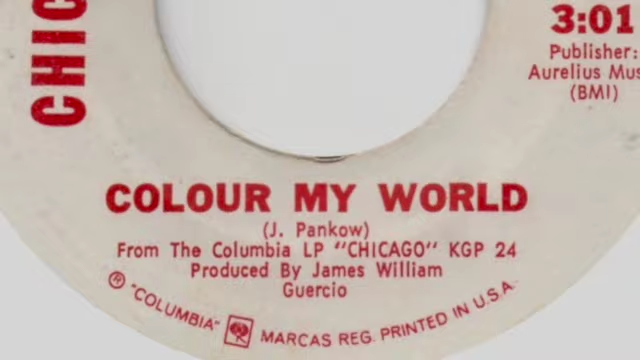 CHIC
3:01
Publisher:
Aurelius Mus
(BMI)
COLOUR MY WORLD
(J. Pankow)
From The Columbia LP "CHICAGO" KGP 24
Produced By James William
Guercio
® "COLUMBIA" MARCAS REG. PRINTED IN U.S.A.